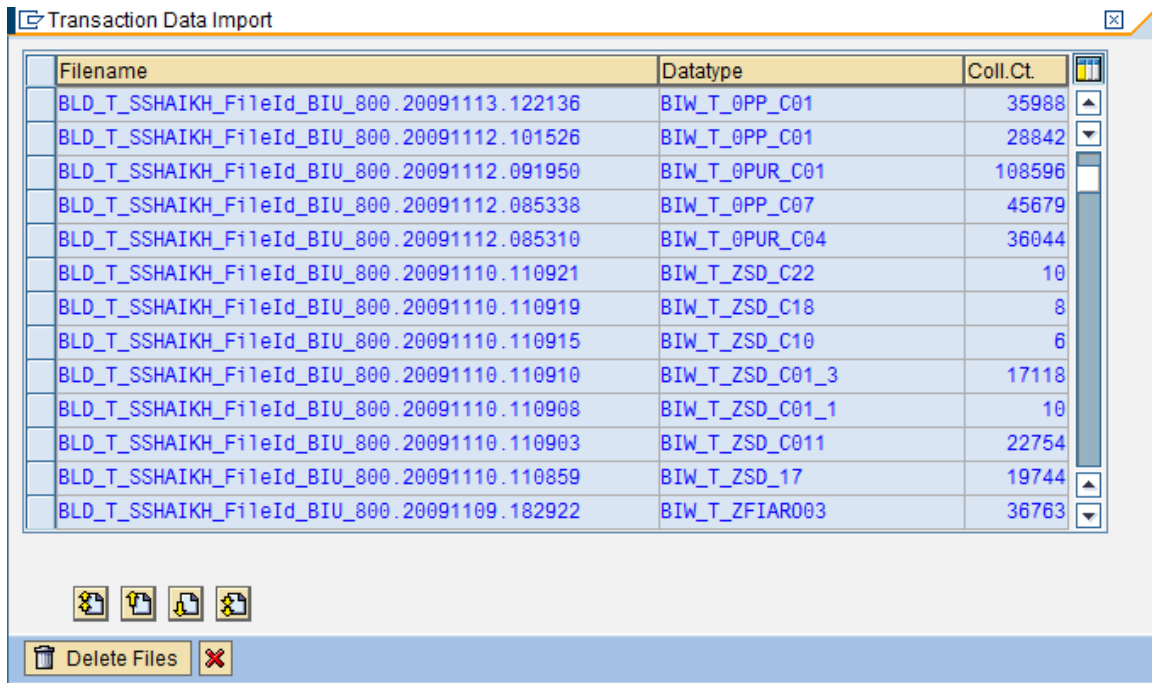 Transaction Data Import
Filename Datatype Coll.Ct.
BLD_T_SSHAIKH_FileId_BIU_800.20091113.122136 BIW_T_0PP_C01 35988
BLD_T_SSHAIKH_FileId_BIU_800.20091112.101526 BIW_T_0PP_C01 28842
BLD_T_SSHAIKH_FileId_BIU_800.20091112.091950 BIW_T_0PUR_C01 108596
BLD_T_SSHAIKH_FileId_BIU_800.20091112.085338 BIW_T_0PP_C07 45679
BLD_T_SSHAIKH_FileId_BIU_800.20091112.085310 BIW_T_0PUR_C04 36044
BLD_T_SSHAIKH_FileId_BIU_800.20091110.110921 BIW_T_ZSD_C22 10
BLD_T_SSHAIKH_FileId_BIU_800.20091110.110919 BIW_T_ZSD_C18 8
BLD_T_SSHAIKH_FileId_BIU_800.20091110.110915 BIW_T_ZSD_C10 6
BLD_T_SSHAIKH_FileId_BIU_800.20091110.110910 BIW_T_ZSD_C01_3 17118
BLD_T_SSHAIKH_FileId_BIU_800.20091110.110908 BIW_T_ZSD_C01_1 10
BLD_T_SSHAIKH_FileId_BIU_800.20091110.110903 BIW_T_ZSD_C011 22754
BLD_T_SSHAIKH_FileId_BIU_800.20091110.110859 BIW_T_ZSD_17 19744
BLD_T_SSHAIKH_FileId_BIU_800.20091109.182922 BIW_T_ZFIARO03 36763
Delete Files